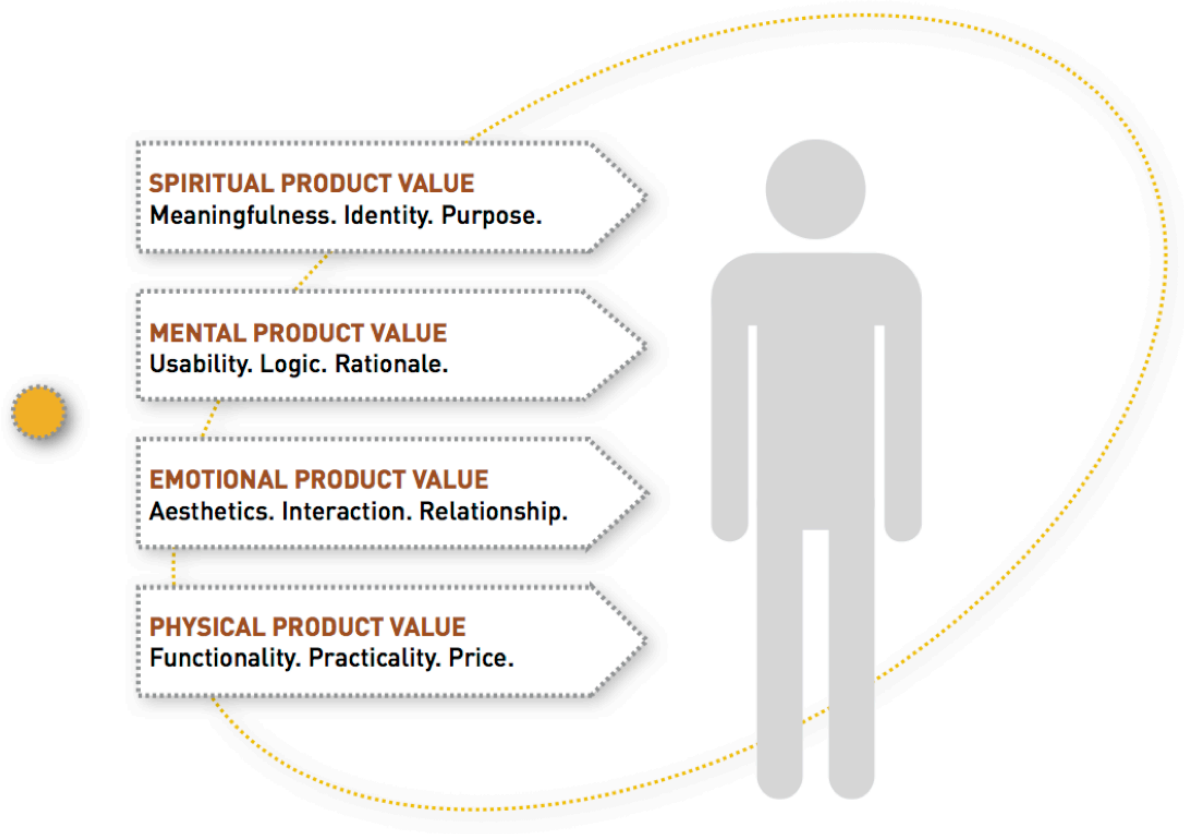 SPIRITUAL PRODUCT VALUE
Meaningfulness. Identity. Purpose.
MENTAL PRODUCT VALUE
Usability. Logic. Rationale.
EMOTIONAL PRODUCT VALUE
Aesthetics. Interaction. Relationship.
PHYSICAL PRODUCT VALUE
Functionality. Practicality. Price.